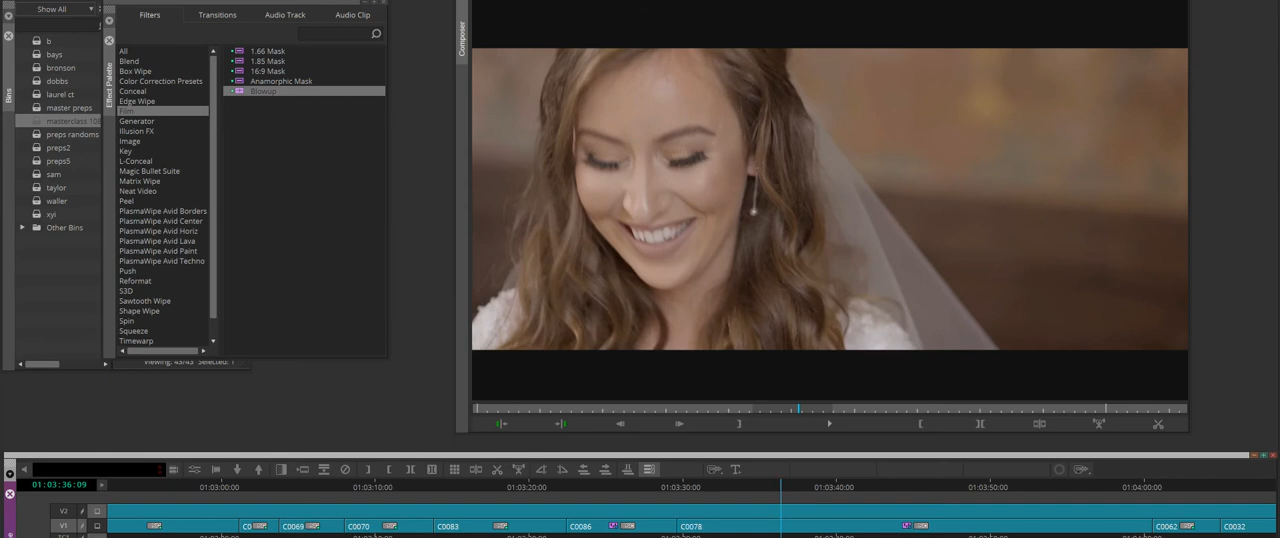 Show All
Filters
Transitions
Audio Track
Audio Clip
Bins
Effect Palette
Composer
b
bays
bronson
dobbs
laurel ct
master preps
masterclass 108
preps randoms
preps2
preps5
sam
taylor
waller
xyi
Other Bins
All
Blend
Box Wipe
Color Correction Presets
Conceal
Edge Wipe
Film
Generator
Illusion FX
Image
Key
L-Conceal
Magic Bullet Suite
Matrix Wipe
Neat Video
Peel
PlasmaWipe Avid Borders
PlasmaWipe Avid Center
PlasmaWipe Avid Horiz
PlasmaWipe Avid Lava
PlasmaWipe Avid Paint
PlasmaWipe Avid Techno
Push
Reformat
S3D
Sawtooth Wipe
Shape Wipe
Spin
Squeeze
Timewarp
1.66 Mask
1.85 Mask
16:9 Mask
Anamorphic Mask
Blowup
Viewing: 43/43 Selected: 1
01:03:36:09
01:03:00:00
01:03:10:00
01:03:20:00
01:03:30:00
01:03:40:00
01:03:50:00
01:04:00:00
V2
V1
C0
C0069
C0070
C0083
C0086
C0078
C0062
C0032